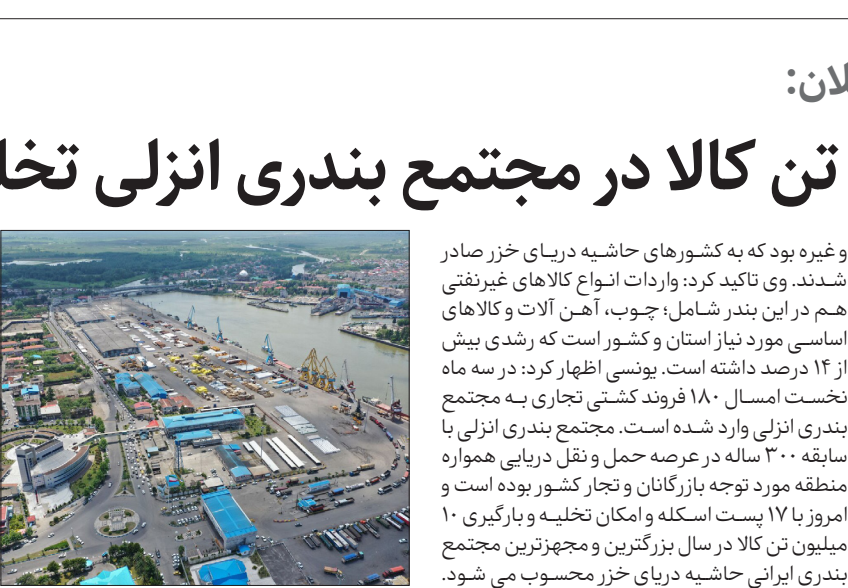 تن کالا در مجتمع بندری انزلی
و غیره بود که به کشورهای حاشیه دریای خزر صادر
شدند. وی تاکید کرد: واردات انواع کالاهای غیرنفتی
هم در این بندر شامل؛ چوب، آهن آلات و کالاهای
اساسی مورد نیاز استان و کشور است که رشدی بیش
از ۱۴ درصد داشته است. یونسی اظهار کرد: در سه ماه
نخست امسال ۱۸۰ فروند کشتی تجاری به مجتمع
بندری انزلی وارد شده است. مجتمع بندری انزلی با
سابقه ۳۰۰ ساله در عرصه حمل و نقل دریایی همواره
منطقه مورد توجه بازرگانان و تجار کشور بوده است و
امروز با ۱۷ پست اسکله و امکان تخلیه و بارگیری ۱۰
میلیون تن کالا در سال بزرگترین و مجهزترین مجتمع
بندری ایرانی حاشیه دریای خزر محسوب می شود.